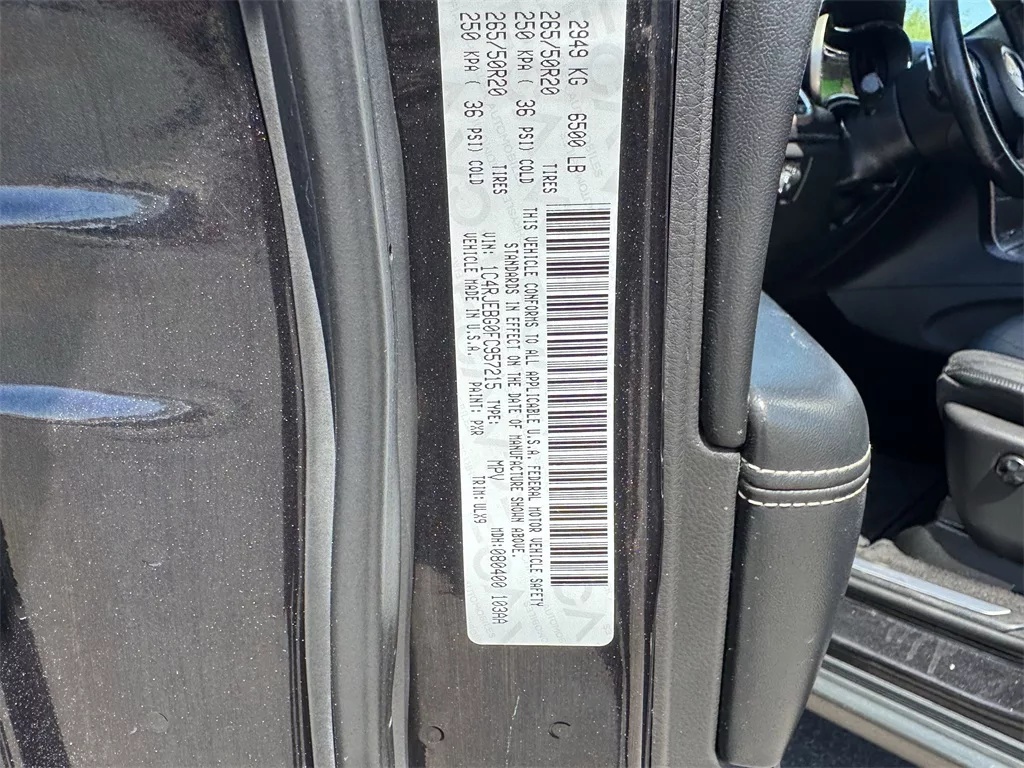 2949 KG 6500 LB
265/50R20 TIRES
250 KPA ( 36 PSI) COLD
265/50R20 TIRES
250 KPA ( 36 PSI) COLD
THIS VEHICLE CONFORMS TO ALL APPLICABLE U.S.A. FEDERAL MOTOR VEHICLE SAFETY
STANDARDS IN EFFECT ON THE DATE OF MANUFACTURE SHOWN ABOVE.
VIN: 1C4RJEBG0FC957215 TYPE: MPV MDH:080400 103AA
VEHICLE MADE IN U.S.A. PAINT: PXR TRIM: ULX9